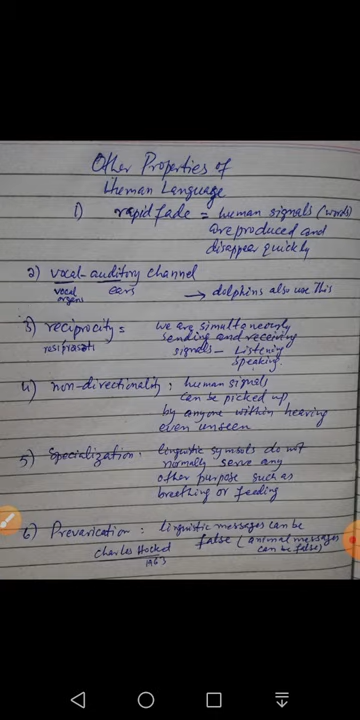 Other Properties of
Human Language
1) rapid fade = human signals (words)
are produced and
disappear quickly
2) vocal-auditory channel
vocal organs ears → dolphins also use this
3) reciprocity = we are simultaneously
sending and receiving
signals - Listening
speaking.
4) non-directionality : human signals
can be picked up
by anyone within hearing
even unseen
5) Specialization : linguistic symbols do not
normally serve any
other purpose such as
breathing or feeding
6) Prevarication : linguistic messages can be
false (animal messages
can be false)
Charles Hocked
1963